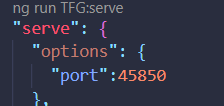 ng run TFG:serve
"serve": {
"options": {
"port":45850
},